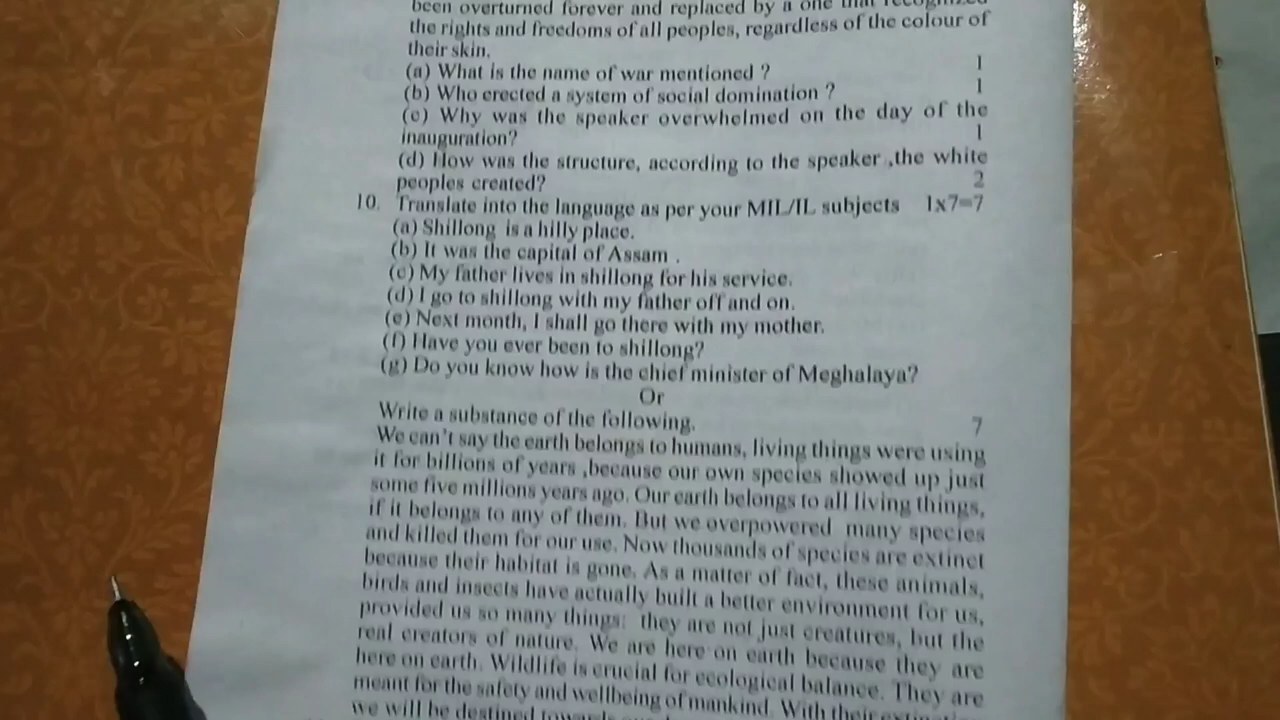 been overturned forever and replaced by a one that recognized
the rights and freedoms of all peoples, regardless of the colour of
their skin.
(a) What is the name of war mentioned ? 1
(b) Who erected a system of social domination ? 1
(c) Why was the speaker overwhelmed on the day of the
inauguration? 1
(d) How was the structure, according to the speaker ,the white
peoples created? 2
10. Translate into the language as per your MIL/IL subjects 1x7=7
(a) Shillong is a hilly place.
(b) It was the capital of Assam .
(c) My father lives in shillong for his service.
(d) I go to shillong with my father off and on.
(e) Next month, I shall go there with my mother.
(f) Have you ever been to shillong?
(g) Do you know how is the chief minister of Meghalaya?
Or
Write a substance of the following. 7
We can't say the earth belongs to humans, living things were using
it for billions of years ,because our own species showed up just
some five millions years ago. Our earth belongs to all living things,
if it belongs to any of them. But we overpowered many species
and killed them for our use. Now thousands of species are extinct
because their habitat is gone. As a matter of fact, these animals,
birds and insects have actually built a better environment for us,
provided us so many things: they are not just creatures, but the
real creators of nature. We are here on earth because they are
here on earth. Wildlife is crucial for ecological balance. They are
meant for the safety and wellbeing of mankind. With their extinction
we will be destined towards